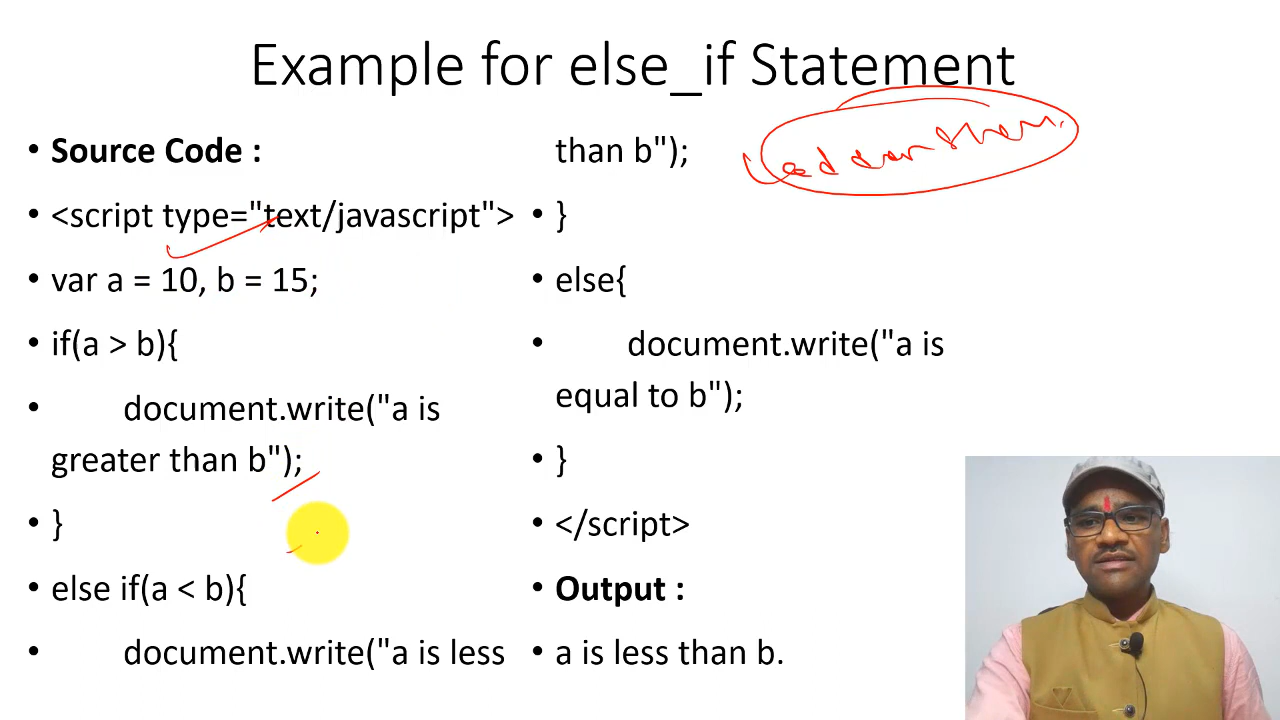 Example for else_if Statement
• Source Code :
• <script type="text/javascript">
• var a = 10, b = 15;
• if(a > b){
• document.write("a is
greater than b");
• }
• else if(a < b){
• document.write("a is less
than b");
• }
• else{
• document.write("a is
equal to b");
• }
• </script>
• Output :
• a is less than b.